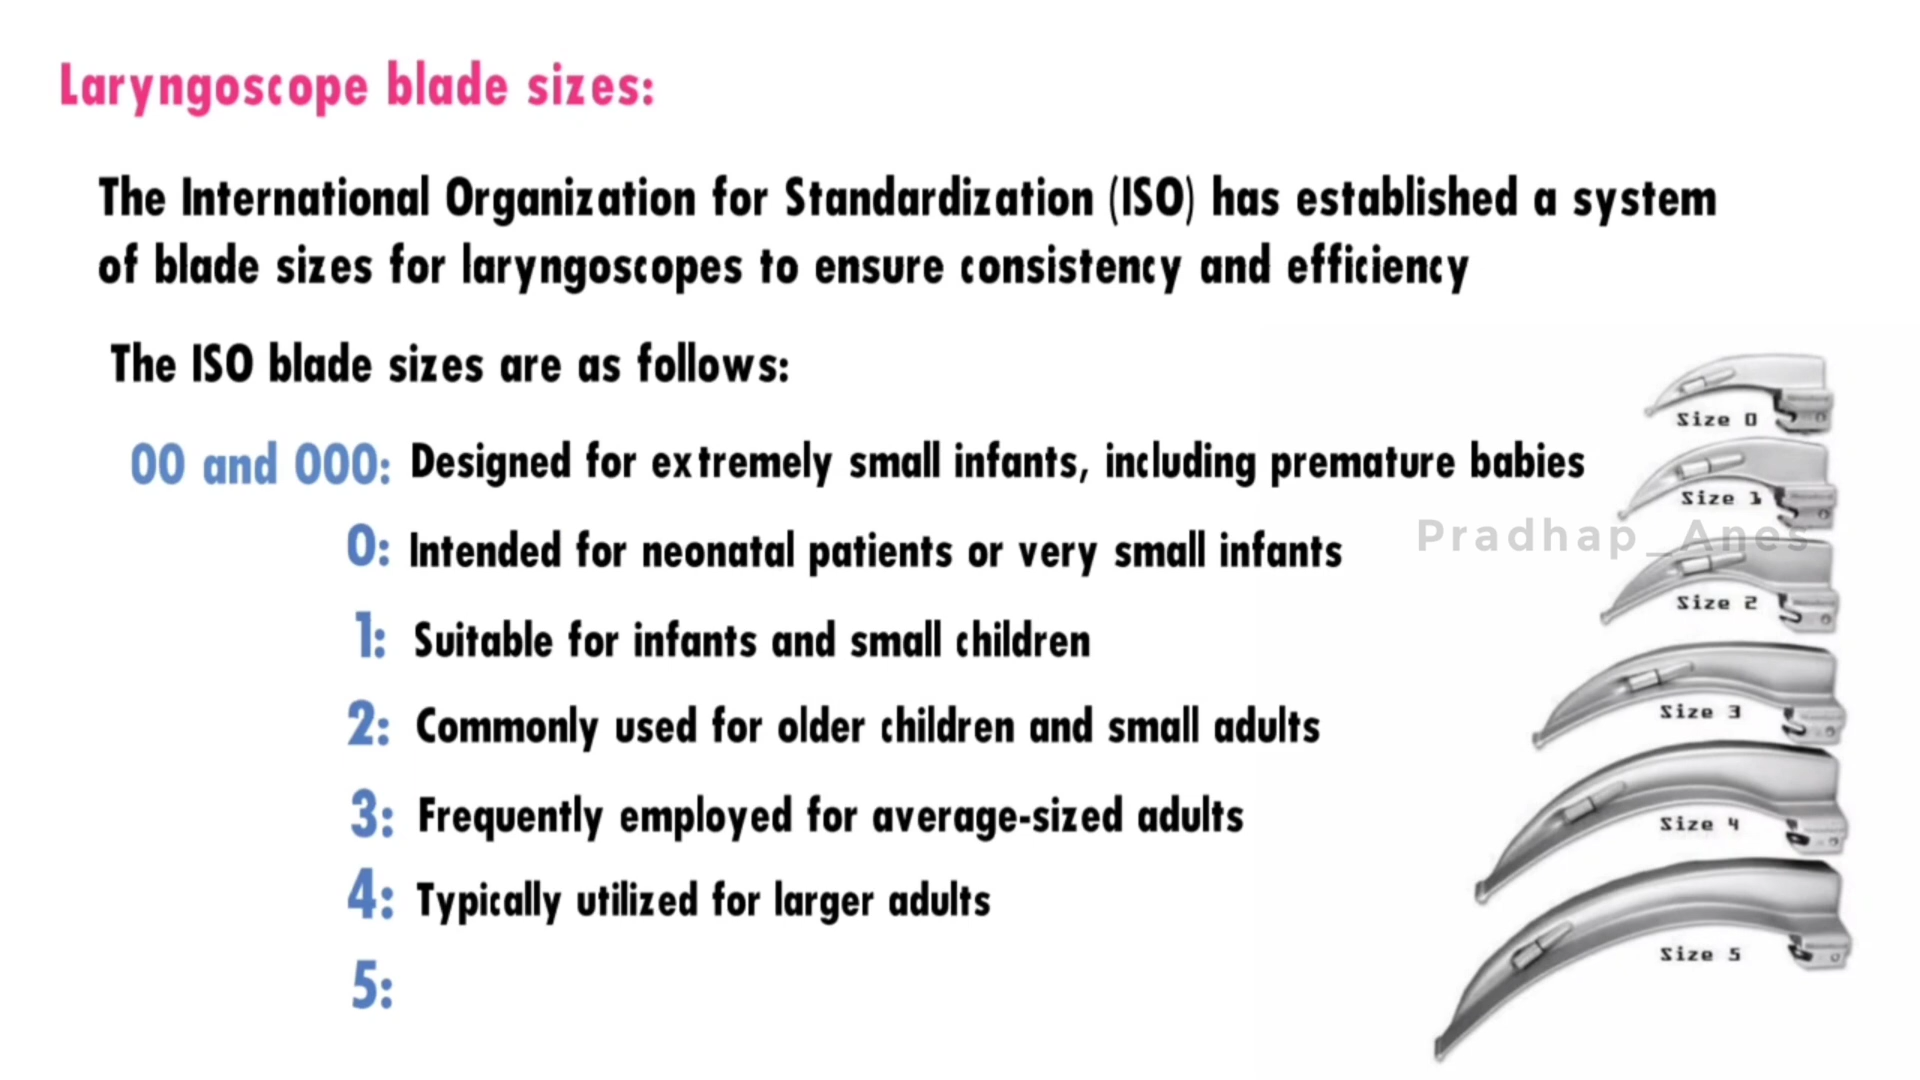 Laryngoscope blade sizes:
The International Organization for Standardization (ISO) has established a system
of blade sizes for laryngoscopes to ensure consistency and efficiency
The ISO blade sizes are as follows:
00 and 000: Designed for extremely small infants, including premature babies
0: Intended for neonatal patients or very small infants
1: Suitable for infants and small children
2: Commonly used for older children and small adults
3: Frequently employed for average-sized adults
4: Typically utilized for larger adults
5:
Size 0
Size 1
Pradhap_Anes
Size 2
Size 3
Size 4
Size 5